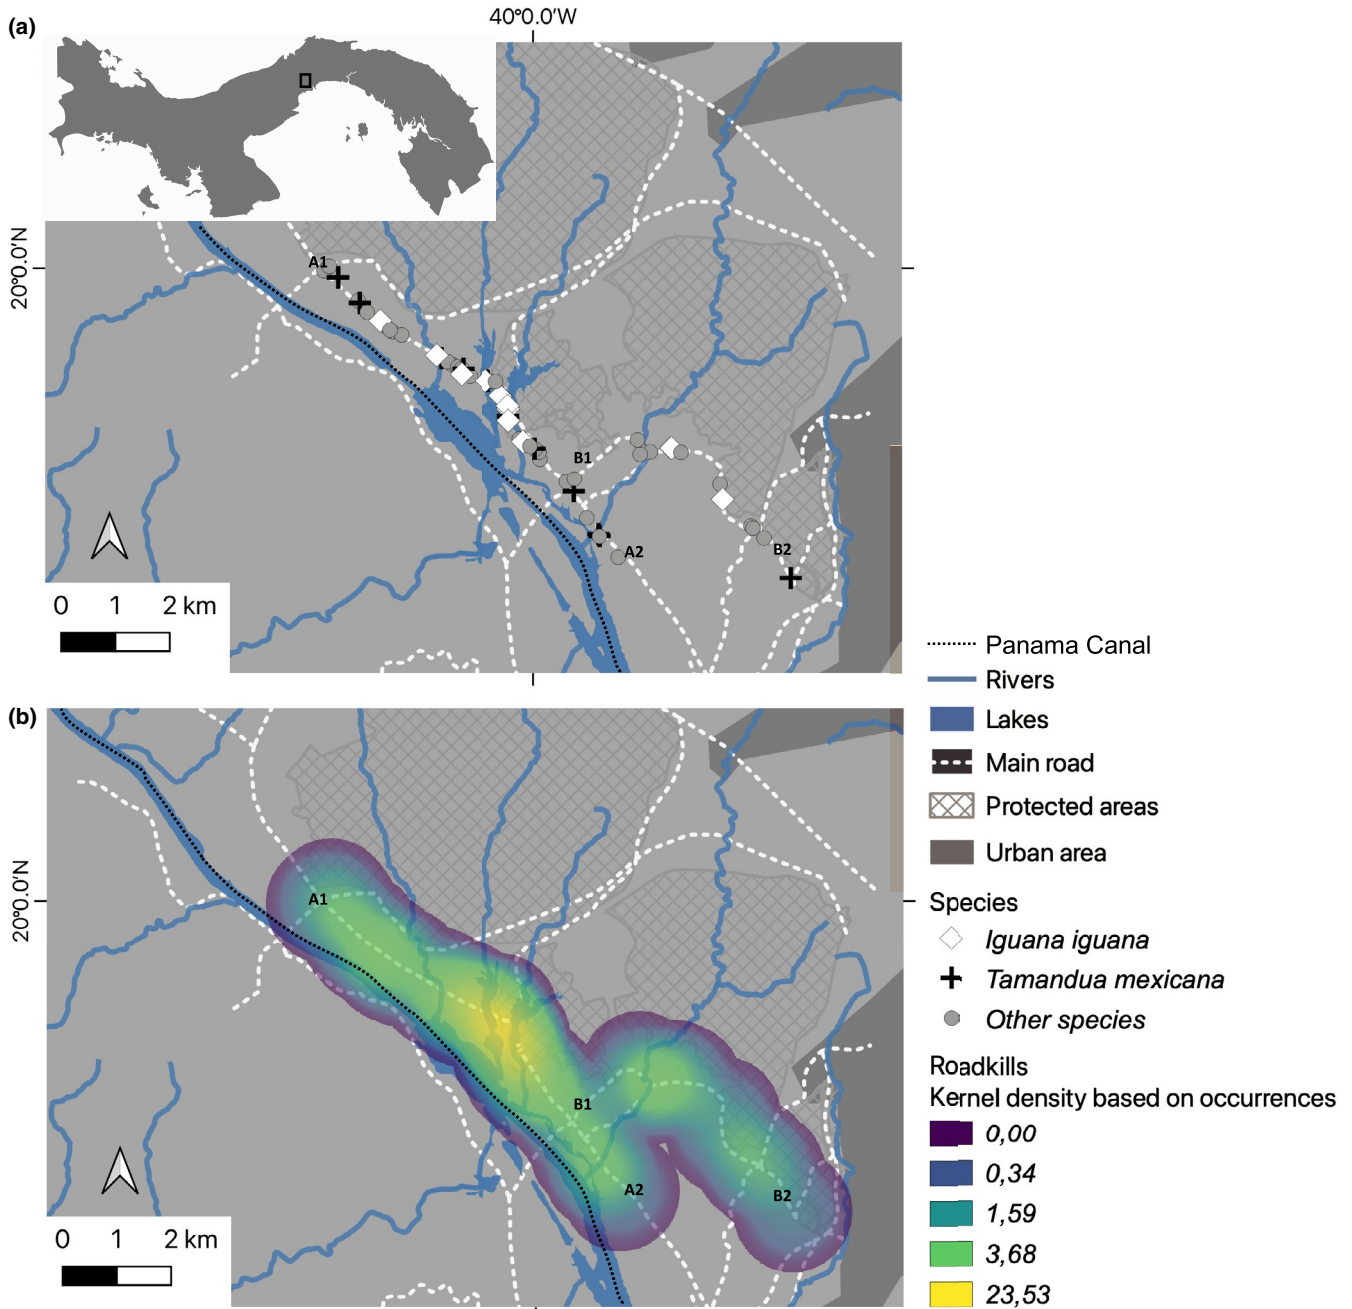 (a)
40°0.0'W
20°0.0'N
A1
B1
A2
B2
0 1 2 km
(b)
20°0.0'N
A1
B1
A2
B2
0 1 2 km
Panama Canal
Rivers
Lakes
Main road
Protected areas
Urban area
Species
Iguana iguana
Tamandua mexicana
Other species
Roadkills
Kernel density based on occurrences
0,00
0,34
1,59
3,68
23,53